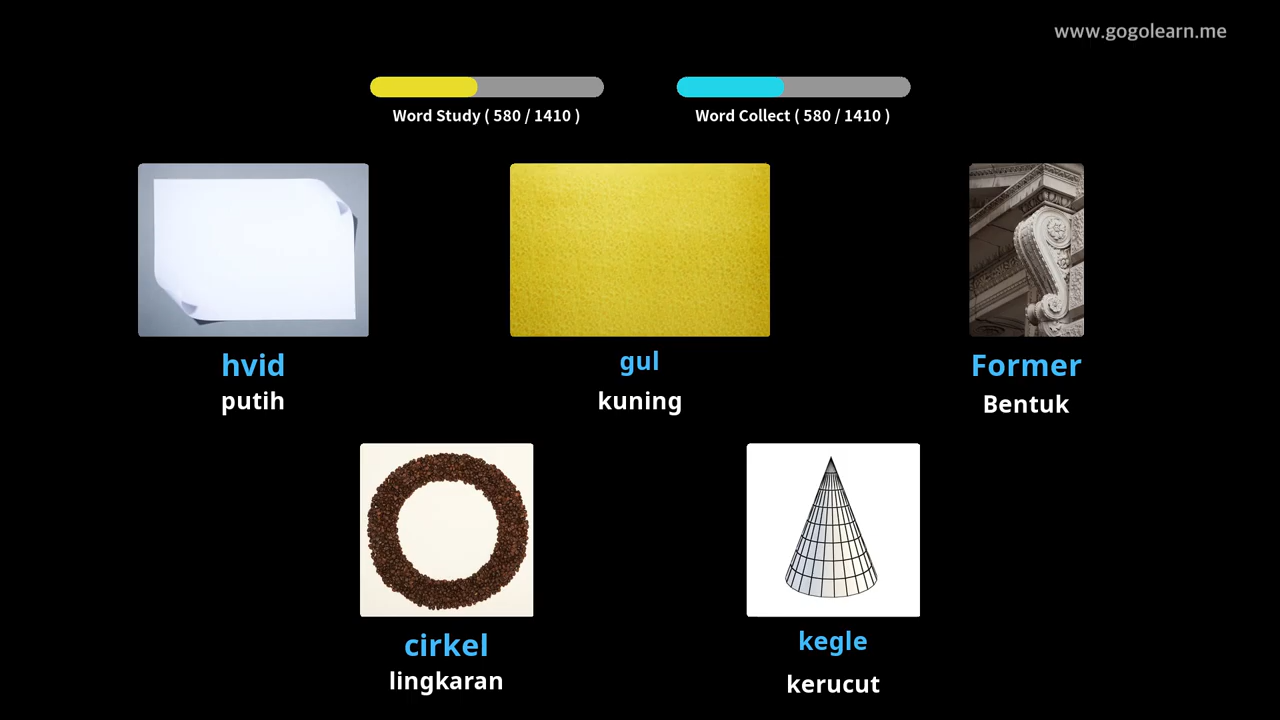 www.gogolearn.me
Word Study ( 580 / 1410 )
Word Collect ( 580 / 1410 )
hvid
putih
gul
kuning
Former
Bentuk
cirkel
lingkaran
kegle
kerucut